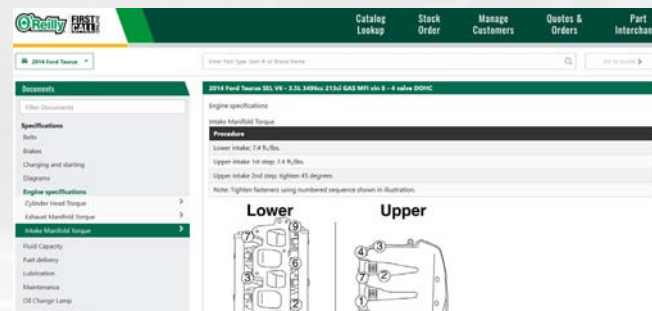 O'Reilly FIRST CALL
Catalog Lookup
Stock Order
Manage Customers
Quotes & Orders
Part Interchan
2014 Ford Taurus
Enter Part Type, Item # or Brand Name
Go to Quote
Documents
2014 Ford Taurus SEL V6 - 3.5L 3496cc 213ci GAS MFI vin 8 - 4 valve DOHC
Filter Documents
Engine specifications
Specifications
Intake Manifold Torque
Belts
Procedure
Brakes
Lower intake: 7.4 ft./lbs.
Charging and starting
Upper intake 1st step: 7.4 ft./lbs.
Diagrams
Upper intake 2nd step: tighten 45 degrees
Engine specifications
Note: Tighten fasteners using numbered sequence shown in illustration.
Cylinder Head Torque
Exhaust Manifold Torque
Intake Manifold Torque
Lower
Upper
Fluid Capacity
Fuel delivery
Lubrication
Maintenance
Oil Change Lamp
7
9
6
3
2
4
3
7
2
1